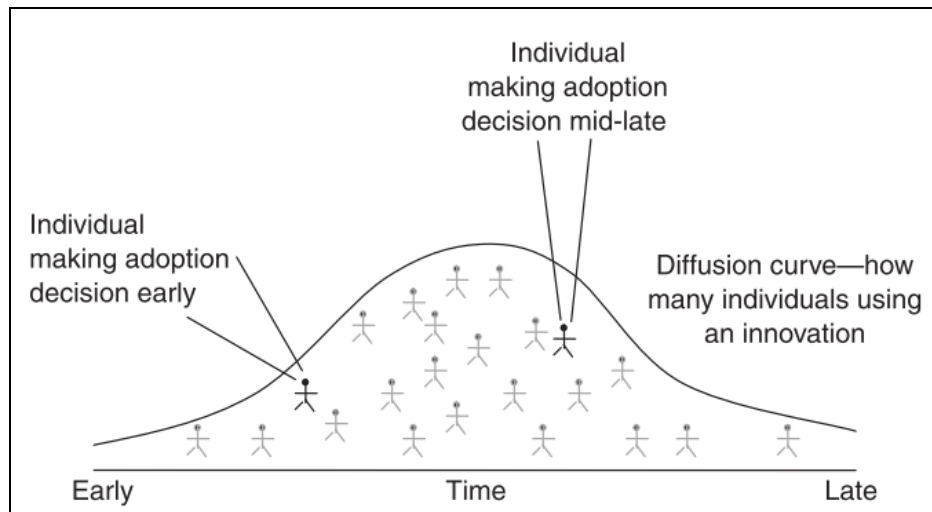 Individual
making adoption
decision mid-late
Individual
making adoption
decision early
Diffusion curve—how
many individuals using
an innovation
Early
Time
Late